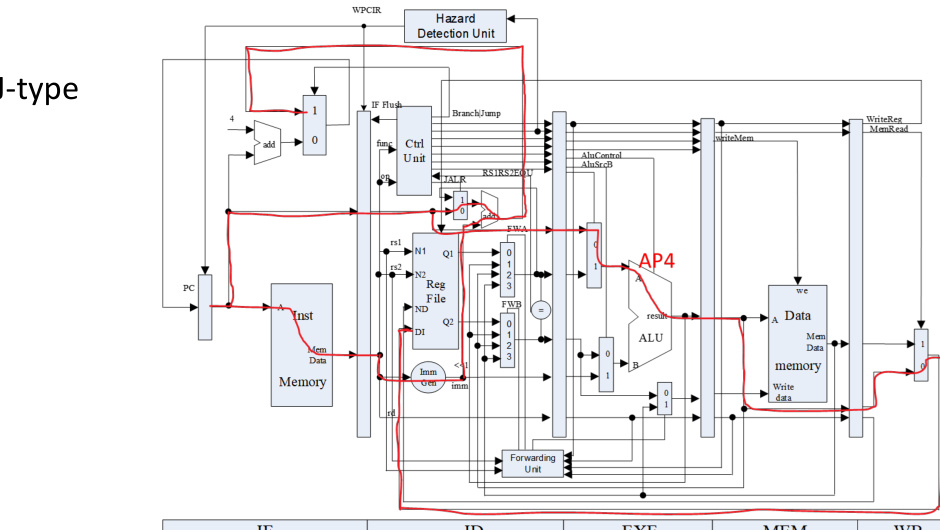 WPCIR
Hazard
Detection Unit
J-type
IF Flush
Branch|Jump
WriteReg
MemRead
writeMem
1
0
4
add
func
op
Ctrl
Unit
AluControl
AluSrcB
RS1RS2EQU
JALR
1
0
add
FWA
rs1
rs2
N1
N2
ND
DI
Q1
Q2
Reg
File
0
1
2
3
FWB
0
1
2
3
=
PC
A
Inst
Mem
Data
Memory
Imm
Gen
<<1
imm
rd
0
1
AP4
A
result
ALU
B
0
1
0
1
we
A
Data
Mem
Data
memory
Write
data
1
0
Forwarding
Unit
IF
ID
EXE
MEM
WB